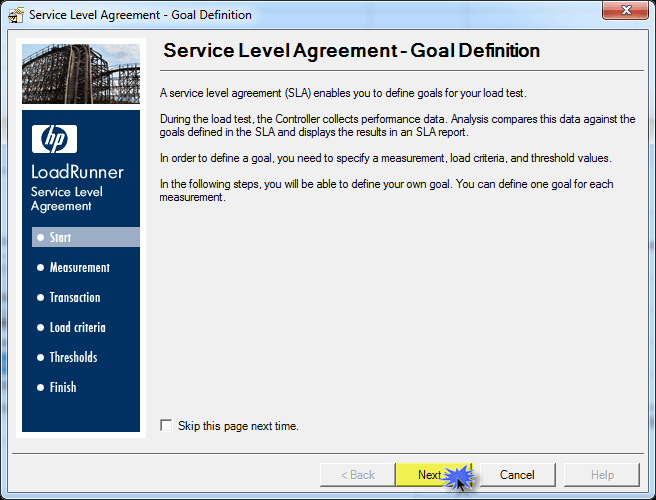 Service Level Agreement - Goal Definition
Service Level Agreement - Goal Definition
A service level agreement (SLA) enables you to define goals for your load test.
During the load test, the Controller collects performance data. Analysis compares this data against the
goals defined in the SLA and displays the results in an SLA report.
In order to define a goal, you need to specify a measurement, load criteria, and threshold values.
In the following steps, you will be able to define your own goal. You can define one goal for each
measurement.
hp
LoadRunner
Service Level
Agreement
Start
Measurement
Transaction
Load criteria
Thresholds
Finish
Skip this page next time.
< Back
Next
Cancel
Help